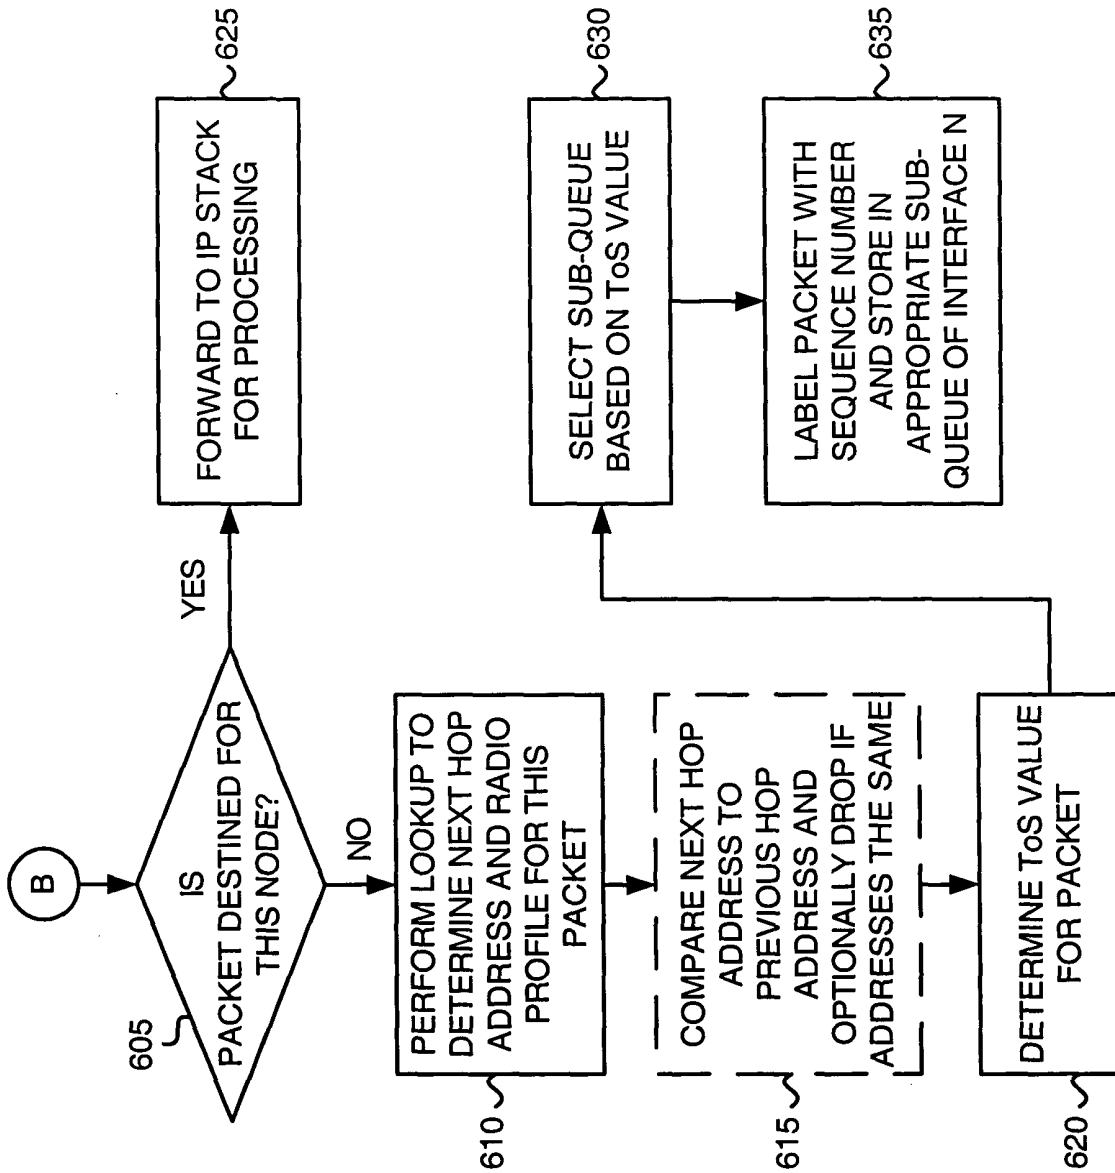 B
605
IS
PACKET DESTINED FOR
THIS NODE?
YES
FORWARD TO IP STACK
FOR PROCESSING
625
NO
610
PERFORM LOOKUP TO
DETERMINE NEXT HOP
ADDRESS AND RADIO
PROFILE FOR THIS
PACKET
615
COMPARE NEXT HOP
ADDRESS TO
PREVIOUS HOP
ADDRESS AND
OPTIONALLY DROP IF
ADDRESSES THE SAME
620
DETERMINE ToS VALUE
FOR PACKET
630
SELECT SUB-QUEUE
BASED ON ToS VALUE
635
LABEL PACKET WITH
SEQUENCE NUMBER
AND STORE IN
APPROPRIATE SUB-
QUEUE OF INTERFACE N